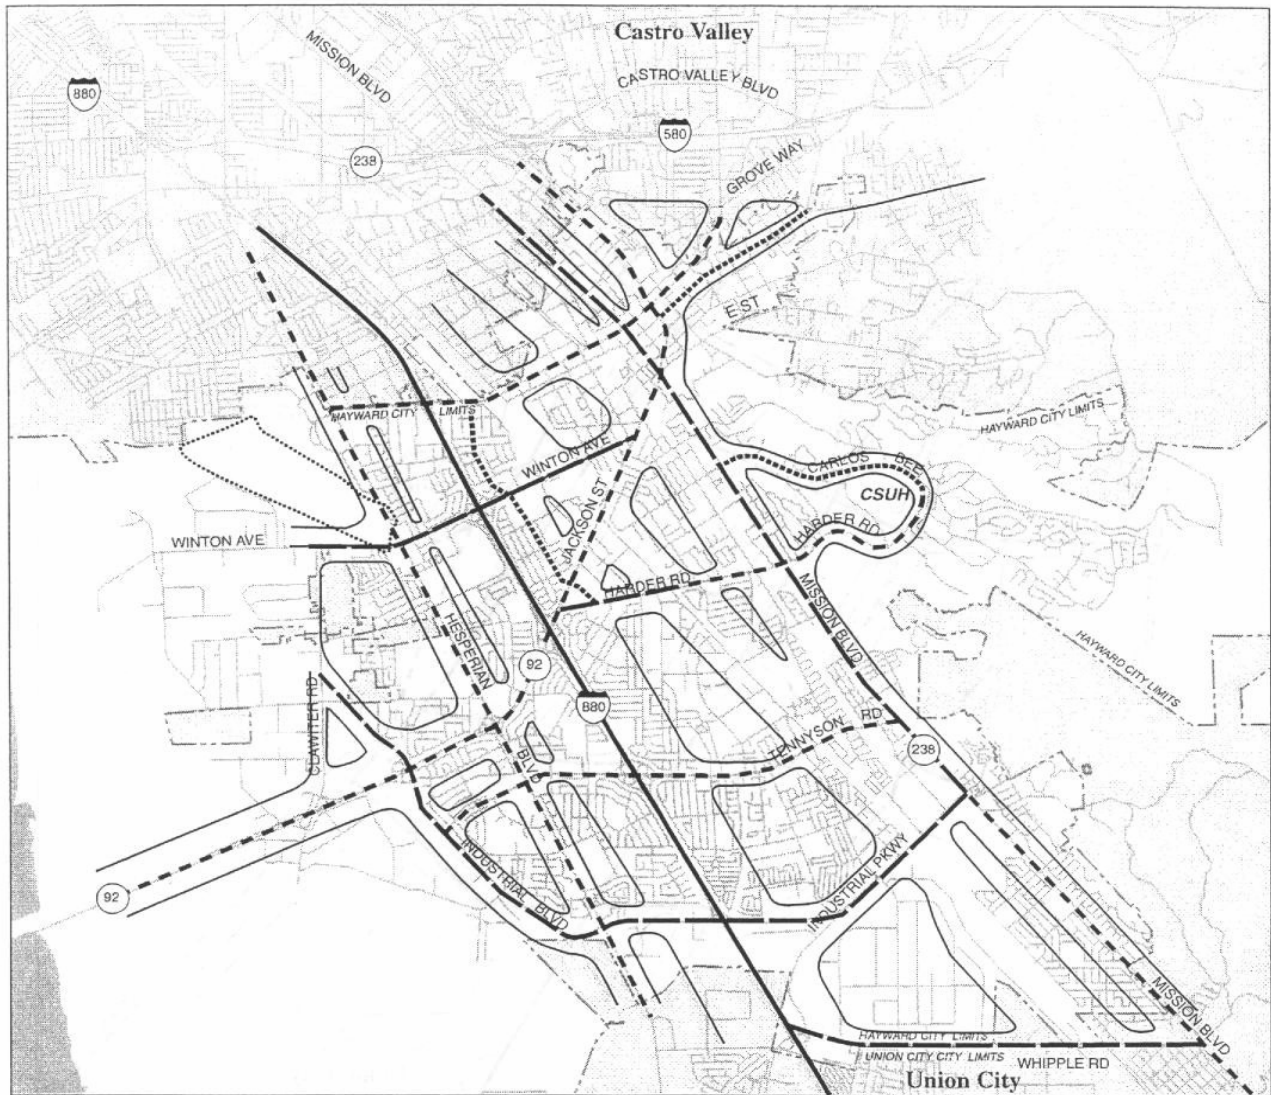 Castro Valley
MISSION BLVD
CASTRO VALLEY BLVD
880
580
238
GROVE WAY
E ST
HAYWARD CITY LIMITS
HAYWARD CITY LIMITS
WINTON AVE
CARLOS BEE
CSUH
HARDER RD
WINTON AVE
JACKSON ST
HARDER RD
MISSION BLVD
HESPERIAN
BLVD
HAYWARD CITY LIMITS
92
880
CLAWITER RD
TENNYSON RD
238
INDUSTRIAL BLVD
INDUSTRIAL PKWY
92
MISSION BLVD
HAYWARD CITY LIMITS
UNION CITY CITY LIMITS
WHIPPLE RD
Union City